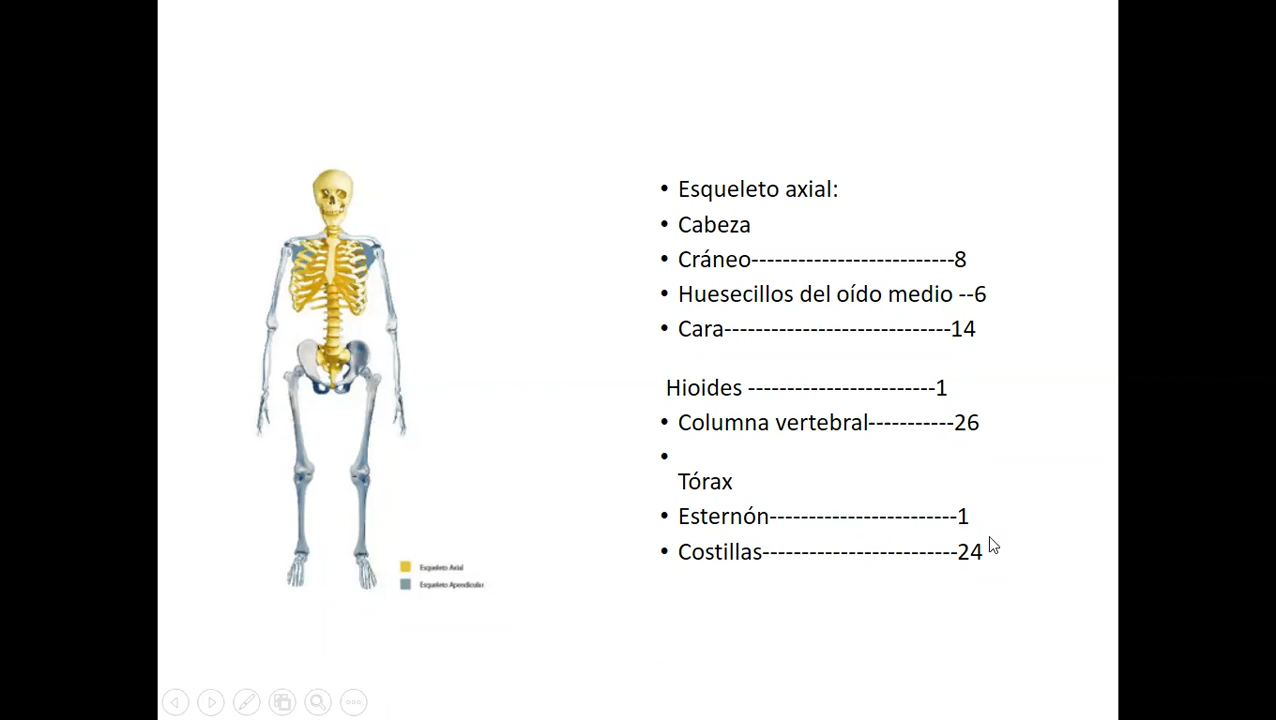 • Esqueleto axial:
• Cabeza
• Cráneo--------------------------8
• Huesecillos del oído medio --6
• Cara-----------------------------14
Hioides ------------------------1
• Columna vertebral-----------26
•
Tórax
• Esternón------------------------1
• Costillas-------------------------24
Esqueleto Axial
Esqueleto Apendicular